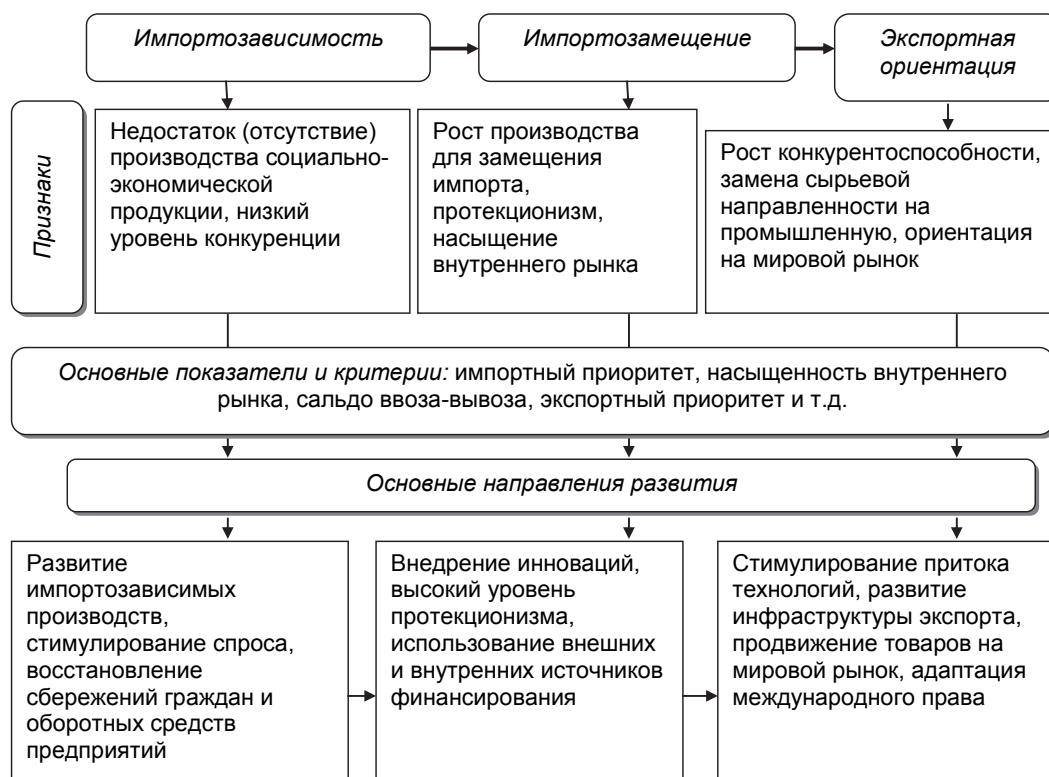 Импортозависимость
Импортозамещение
Экспортная
ориентация
Признаки
Недостаток (отсутствие)
производства социально-
экономической
продукции, низкий
уровень конкуренции
Рост производства
для замещения
импорта,
протекционизм,
насыщение
внутреннего рынка
Рост конкурентоспособности,
замена сырьевой
направленности на
промышленную, ориентация
на мировой рынок
Основные показатели и критерии: импортный приоритет, насыщенность внутреннего
рынка, сальдо ввоза-вывоза, экспортный приоритет и т.д.
Основные направления развития
Развитие
импортозависимых
производств,
стимулирование спроса,
восстановление
сбережений граждан и
оборотных средств
предприятий
Внедрение инноваций,
высокий уровень
протекционизма,
использование внешних
и внутренних источников
финансирования
Стимулирование притока
технологий, развитие
инфраструктуры экспорта,
продвижение товаров на
мировой рынок, адаптация
международного права